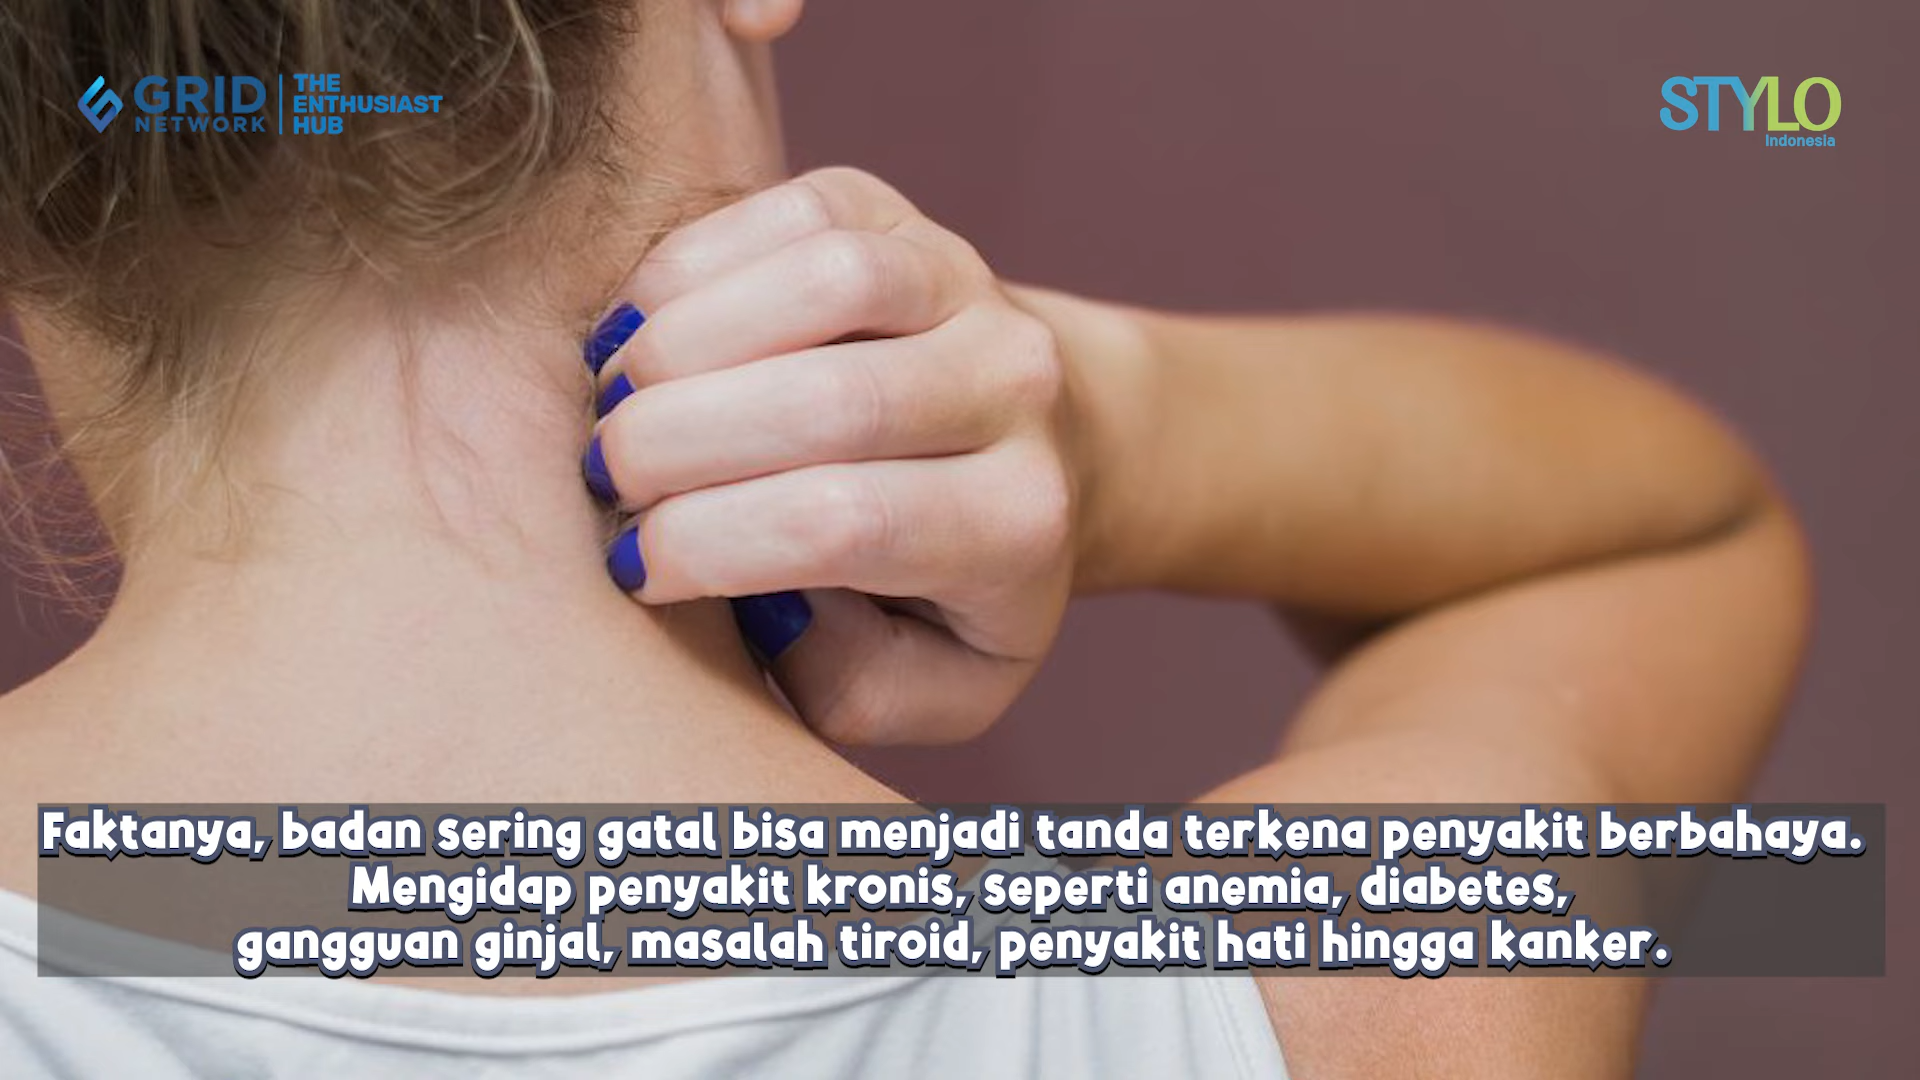 GRID
NETWORK
THE
ENTHUSIAST
HUB
STYLO
Indonesia
Faktanya, badan sering gatal bisa menjadi tanda terkena penyakit berbahaya.
Mengidap penyakit kronis, seperti anemia, diabetes,
gangguan ginjal, masalah tiroid, penyakit hati hingga kanker.